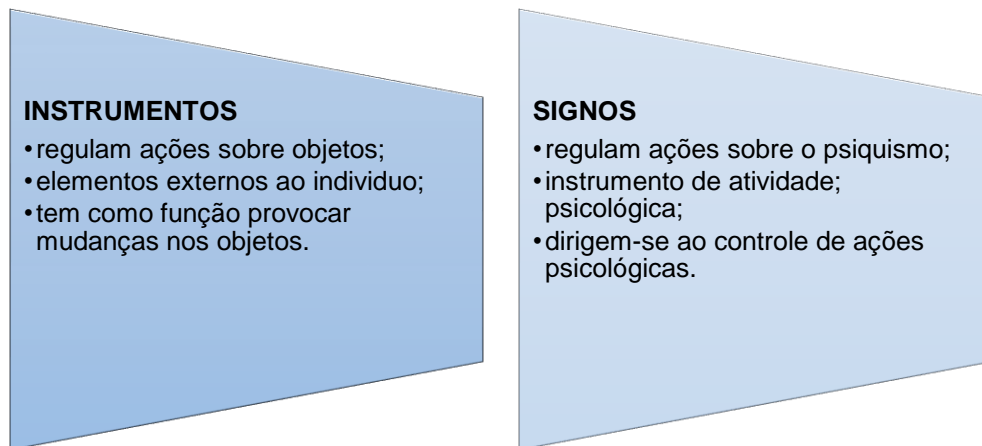 INSTRUMENTOS
•regulam ações sobre objetos;
•elementos externos ao individuo;
•tem como função provocar
mudanças nos objetos.
SIGNOS
•regulam ações sobre o psiquismo;
•instrumento de atividade;
psicológica;
•dirigem-se ao controle de ações
psicológicas.